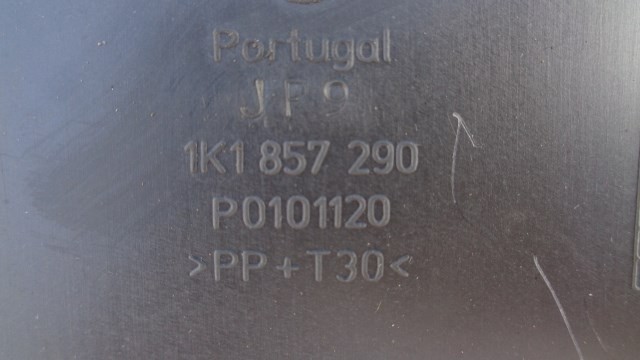 Portugal
JF9
1K1 857 290
P0101120
>PP+T30<